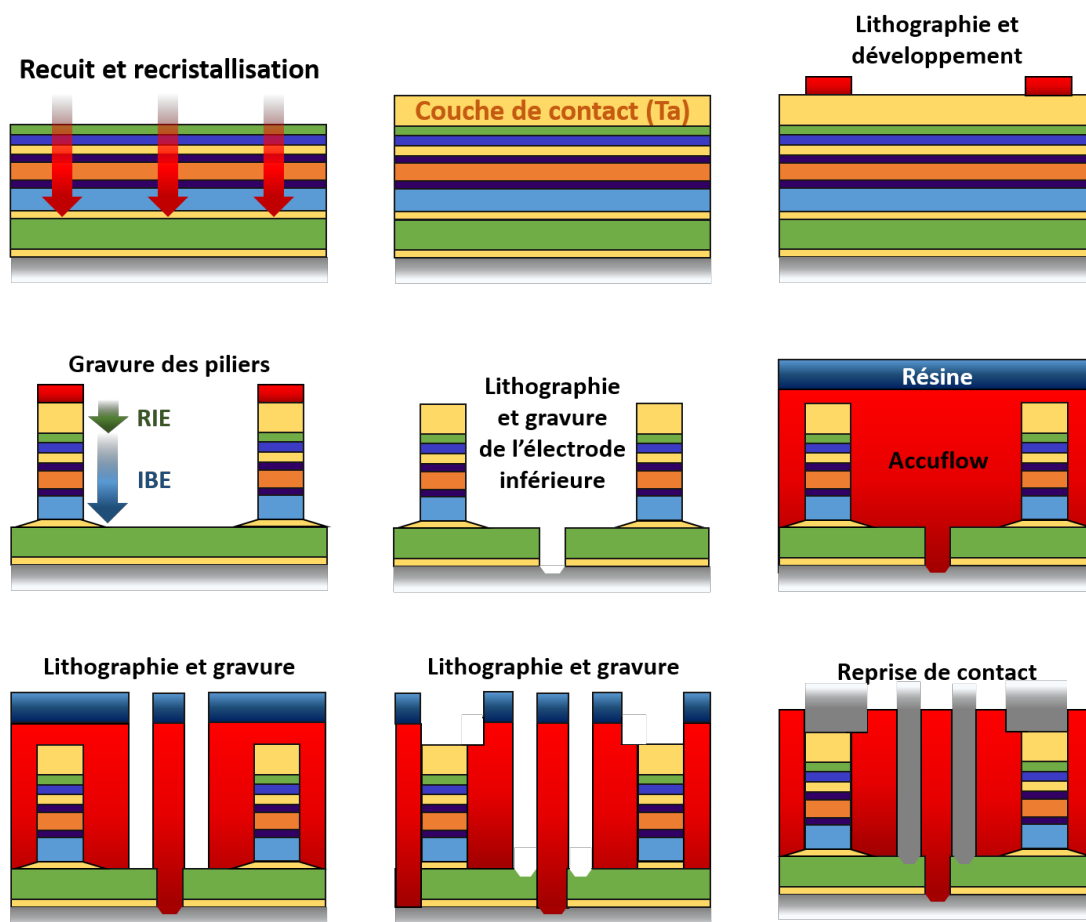 Recuit et recristallisation
Couche de contact (Ta)
Lithographie et
développement
Gravure des piliers
RIE
IBE
Lithographie
et gravure
de l'électrode
inférieure
Résine
Accuflow
Lithographie et gravure
Lithographie et gravure
Reprise de contact